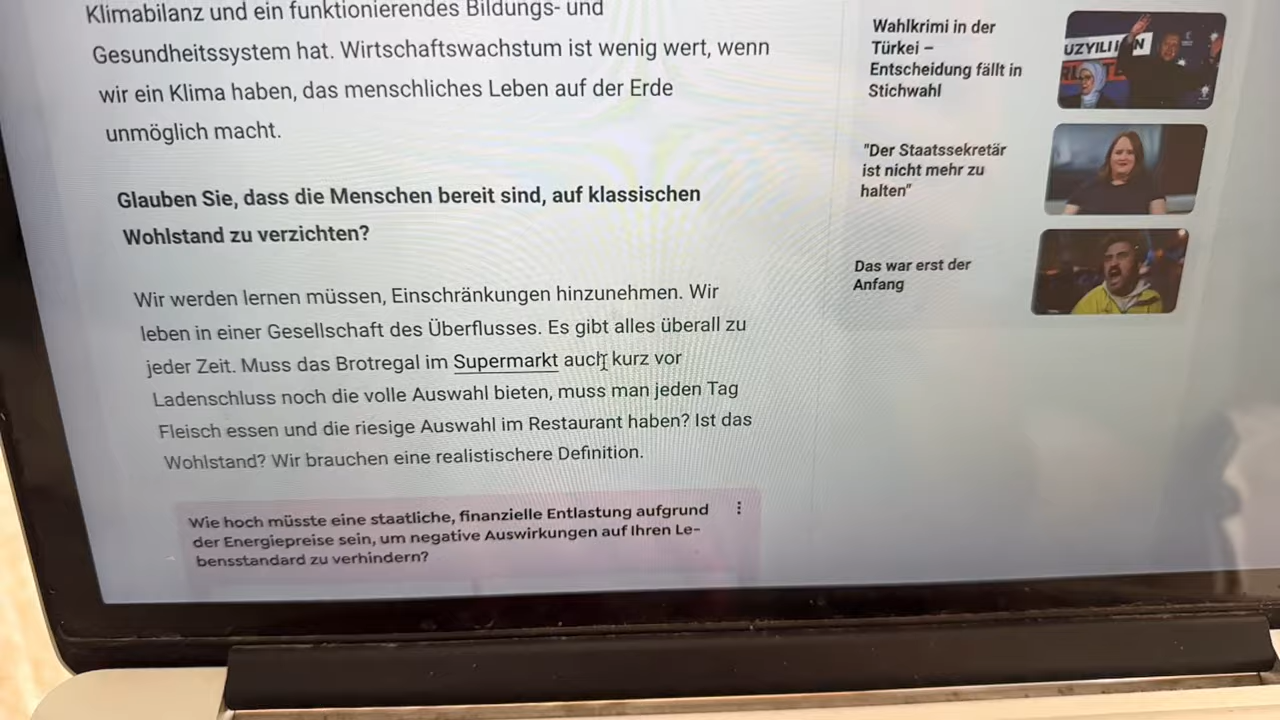 Klimabilanz und ein funktionierendes Bildungs- und
Gesundheitssystem hat. Wirtschaftswachstum ist wenig wert, wenn
wir ein Klima haben, das menschliches Leben auf der Erde
unmöglich macht.
Glauben Sie, dass die Menschen bereit sind, auf klassischen
Wohlstand zu verzichten?
Wir werden lernen müssen, Einschränkungen hinzunehmen. Wir
leben in einer Gesellschaft des Überflusses. Es gibt alles überall zu
jeder Zeit. Muss das Brotregal im Supermarkt auch kurz vor
Ladenschluss noch die volle Auswahl bieten, muss man jeden Tag
Fleisch essen und die riesige Auswahl im Restaurant haben? Ist das
Wohlstand? Wir brauchen eine realistischere Definition.
Wie hoch müsste eine staatliche, finanzielle Entlastung aufgrund
der Energiepreise sein, um negative Auswirkungen auf Ihren Le-
bensstandard zu verhindern?
Wahlkrimi in der
Türkei –
Entscheidung fällt in
Stichwahl
"Der Staatssekretär
ist nicht mehr zu
halten"
Das war erst der
Anfang